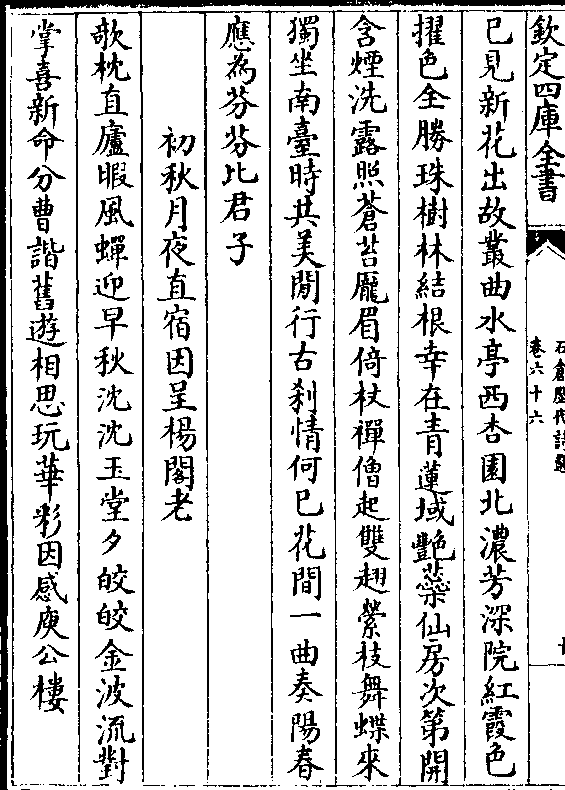 欽定四庫全書
石倉歷代詩選
卷六十六
已見新花出故叢曲水亭西杏園北濃芳深院紅霞色
擢色全勝珠樹林結根幸在青蓮域艷蘂仙房次第開
含煙洗露照蒼苔龎眉倚杖禪僧起雙翅縈枝舞蝶來
獨坐南臺時共美閒行古刹情何已花間一曲奏陽春
應為芬芬比君子
初秋月夜直宿因呈楊閣老
欹枕直廬暇風蟬迎早秋沈沈玉堂夕皎皎金波流對
掌喜新命分曹諧舊遊相思玩華彩因感庾公樓